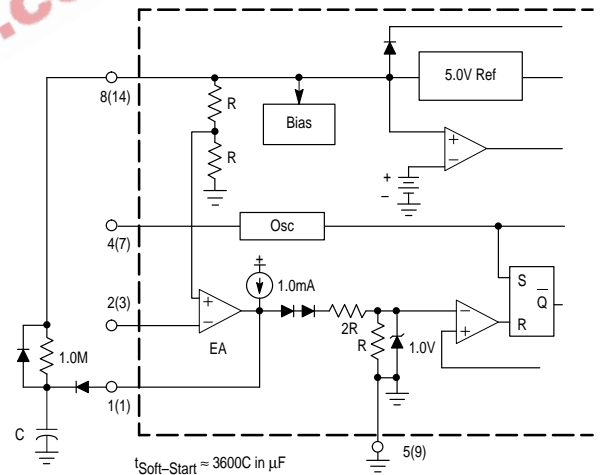 8(14)
R
Bias
5.0V Ref
+
−
R
+
−
4(7)
Osc
+
1.0mA
S
Q
R
2(3)
+
−
EA
2R
R
1.0V
−
+
1.0M
1(1)
C
5(9)
tSoft–Start ≈ 3600C in µF